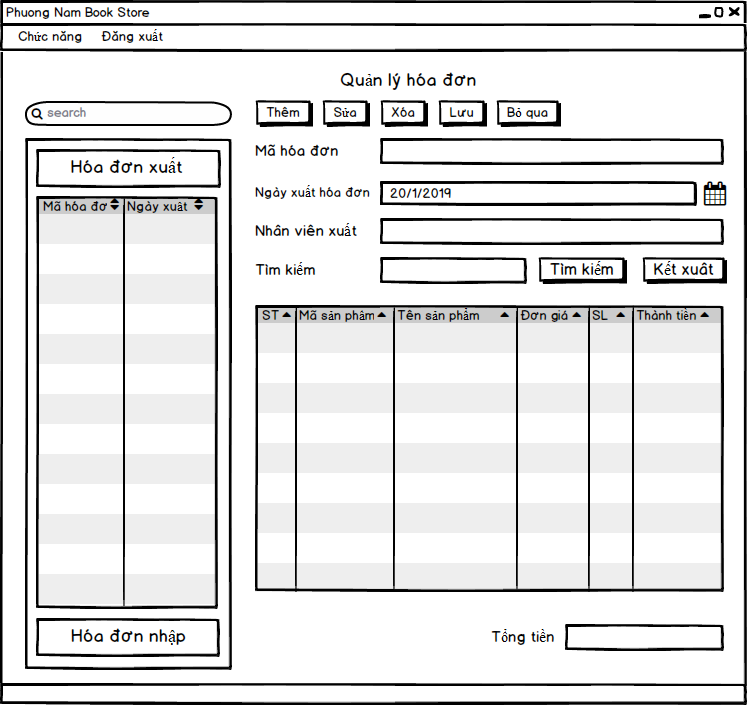 Phuong Nam Book Store
Chức năng Đăng xuất
Quản lý hóa đơn
search
Thêm Sửa Xóa Lưu Bỏ qua
Hóa đơn xuất
Mã hóa đơ Ngày xuất
Mã hóa đơn
Ngày xuất hóa đơn 20/1/2019
Nhân viên xuất
Tìm kiếm Tìm kiếm Kết xuất
ST Mã sản phẩm Tên sản phẩm Đơn giá SL Thành tiền
Hóa đơn nhập
Tổng tiền